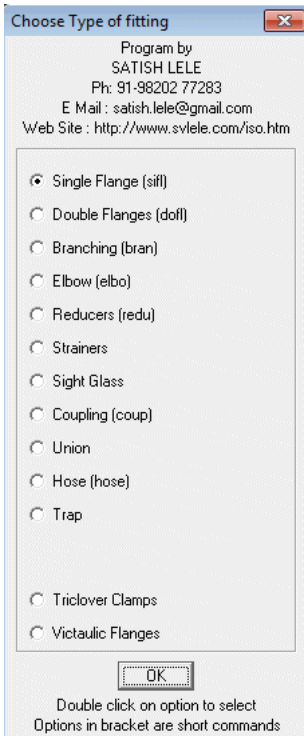 Choose Type of fitting
Program by
SATISH LELE
Ph: 91-98202 77283
E Mail : satish.lele@gmail.com
Web Site : http://www.svlele.com/iso.htm
Single Flange (sifl)
Double Flanges (dofl)
Branching (bran)
Elbow (elbo)
Reducers (redu)
Strainers
Sight Glass
Coupling (coup)
Union
Hose (hose)
Trap
Triclover Clamps
Victaulic Flanges
OK
Double click on option to select
Options in bracket are short commands